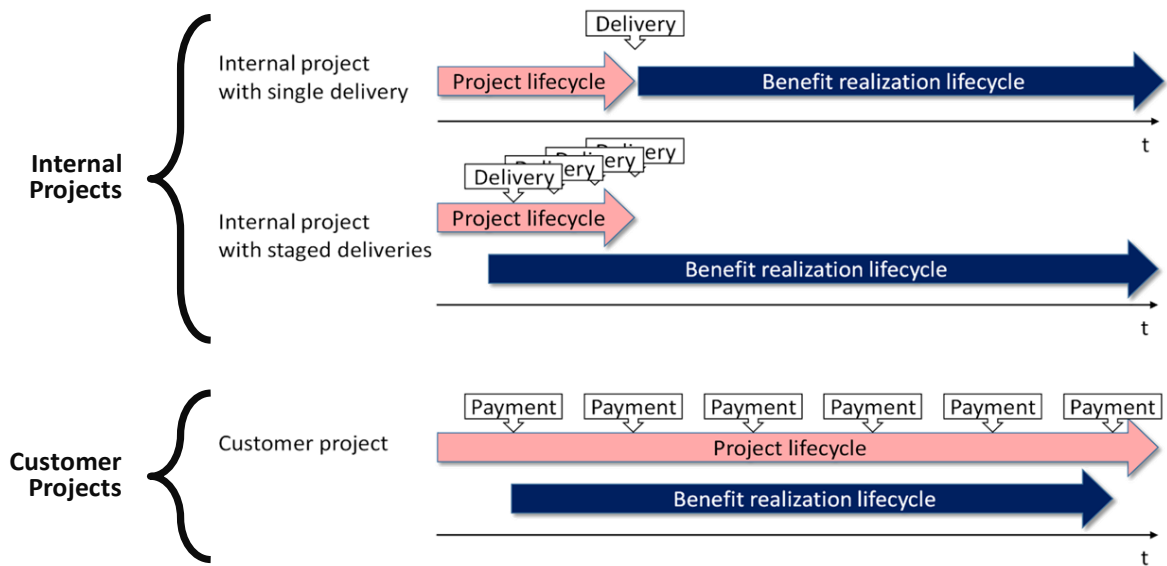 Delivery
Internal project
with single delivery
Project lifecycle
Benefit realization lifecycle
t
Internal
Projects
Delivery
Delivery
Delivery
Delivery
Internal project
with staged deliveries
Project lifecycle
Benefit realization lifecycle
t
Customer
Projects
Customer project
Payment
Payment
Payment
Payment
Payment
Payment
Project lifecycle
Benefit realization lifecycle
t